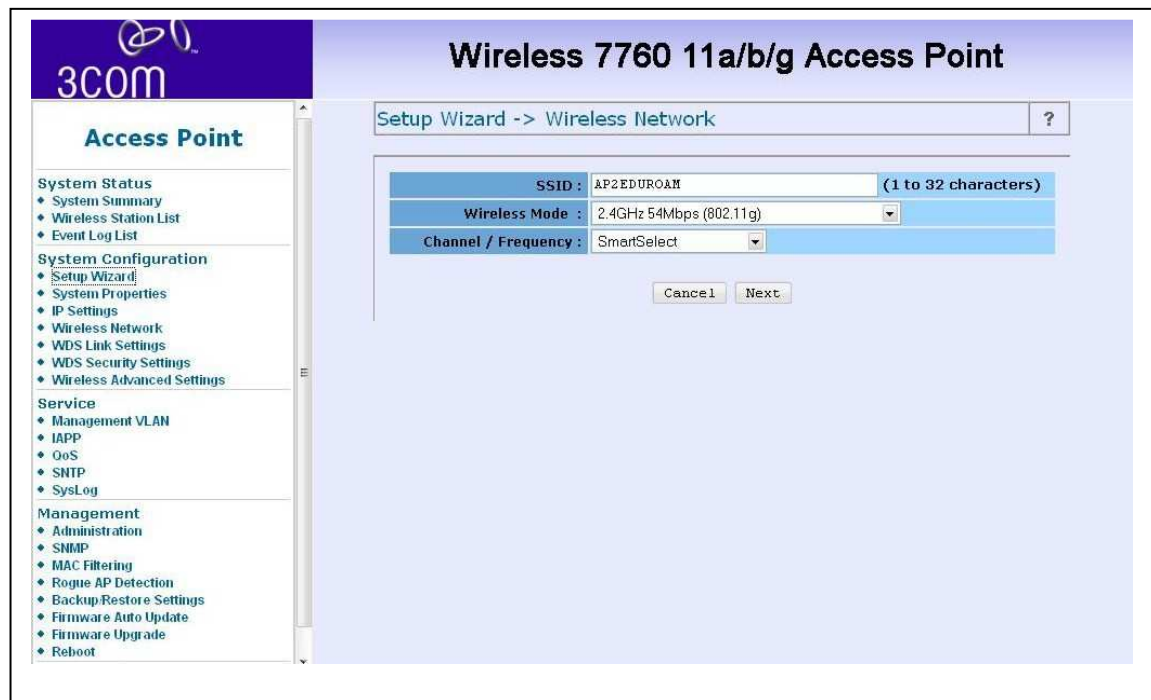 3com
Wireless 7760 11a/b/g Access Point
Access Point
System Status
System Summary
Wireless Station List
Event Log List
System Configuration
Setup Wizard
System Properties
IP Settings
Wireless Network
WDS Link Settings
WDS Security Settings
Wireless Advanced Settings
Service
Management VLAN
IAPP
QoS
SNTP
SysLog
Management
Administration
SNMP
MAC Filtering
Rogue AP Detection
Backup/Restore Settings
Firmware Auto Update
Firmware Upgrade
Reboot
Setup Wizard -> Wireless Network ?
SSID : AP2EDUROAM (1 to 32 characters)
Wireless Mode : 2.4GHz 54Mbps (802.11g)
Channel / Frequency : SmartSelect
Cancel Next